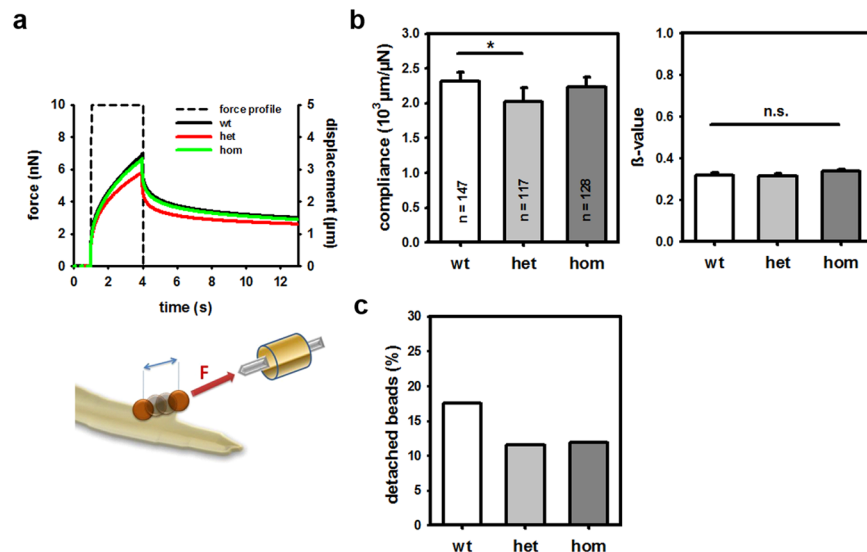 a
force (nN)
10
8
6
4
2
0
force profile
wt
het
hom
5
4
3
2
1
0
displacement (µm)
0 2 4 6 8 10 12
time (s)
F
b
compliance (10³µm/µN)
3.0
2.5
2.0
1.5
1.0
0.5
0.0
*
n = 147
n = 117
n = 128
wt het hom
ß-value
1.0
0.8
0.6
0.4
0.2
0.0
n.s.
wt het hom
c
detached beads (%)
30
25
20
15
10
5
0
wt het hom